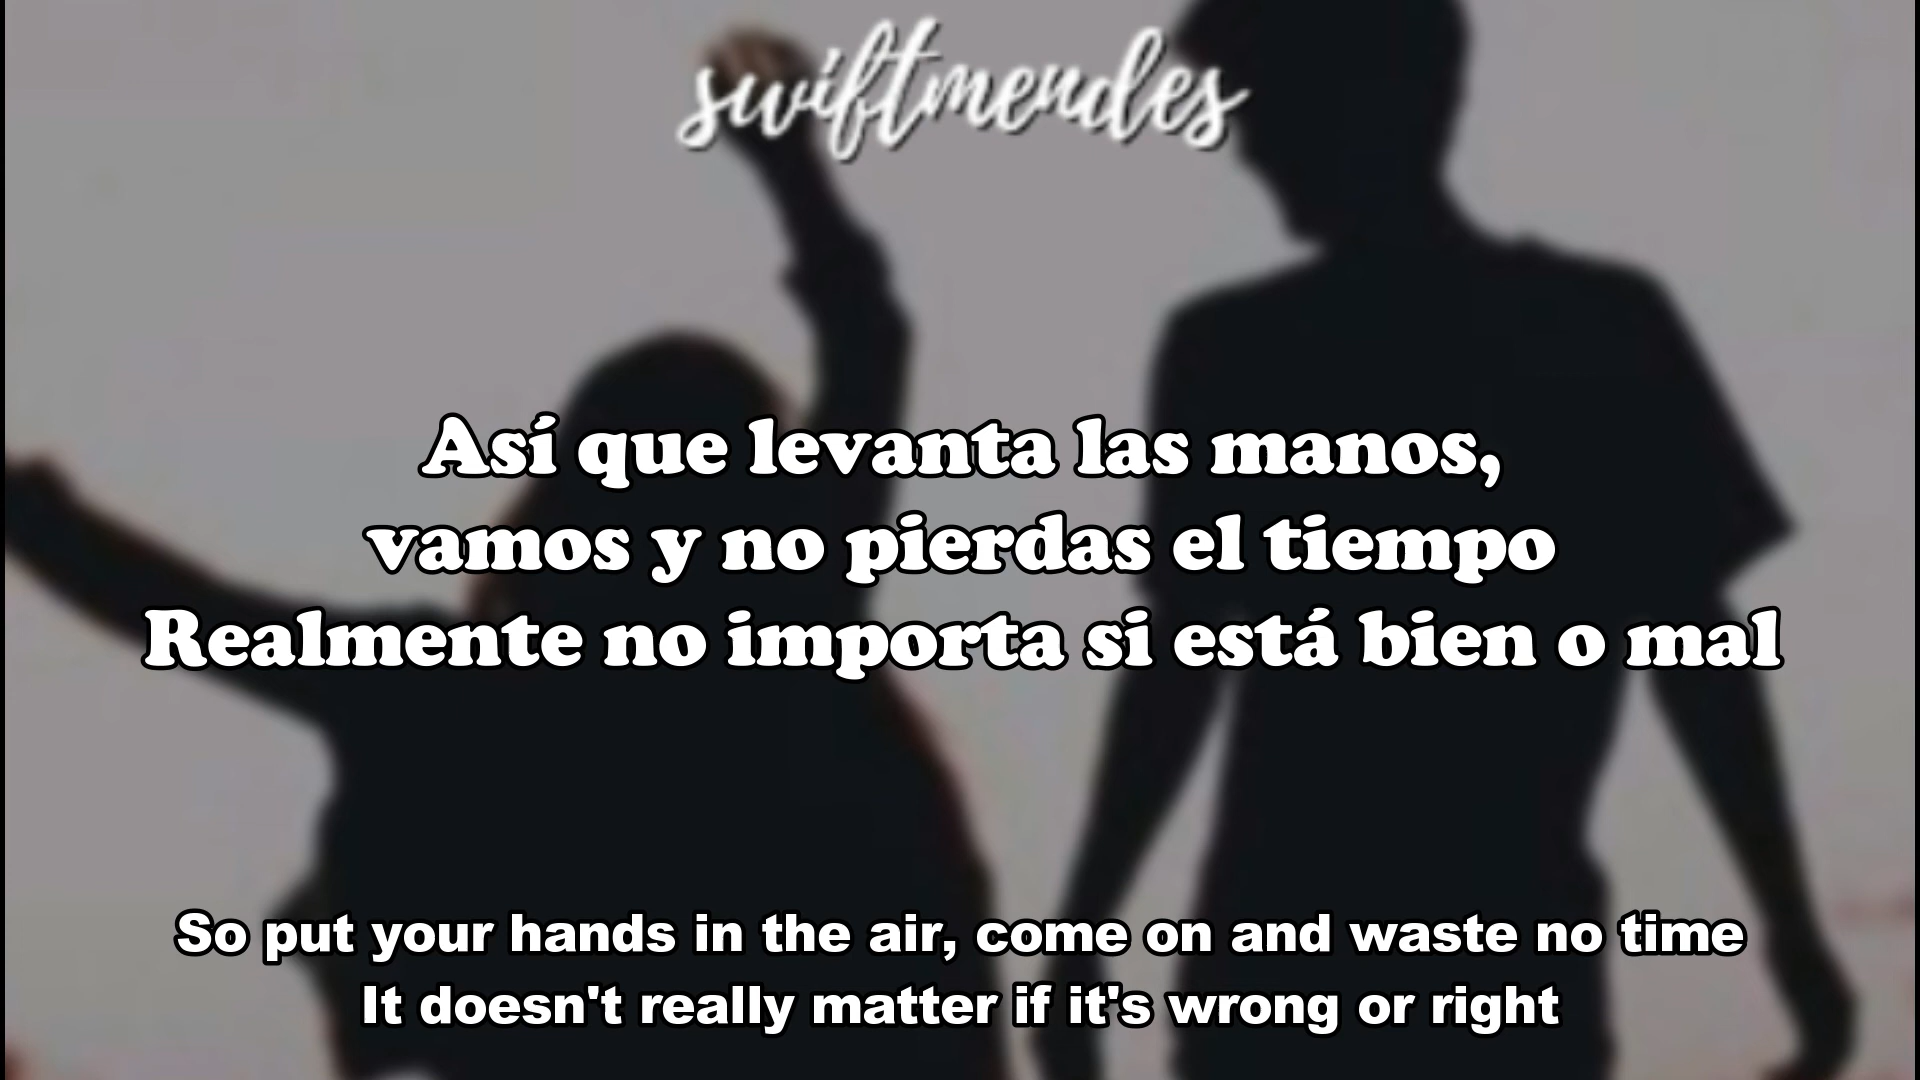 swiftmendes
Así que levanta las manos,
vamos y no pierdas el tiempo
Realmente no importa si está bien o mal
So put your hands in the air, come on and waste no time
It doesn't really matter if it's wrong or right